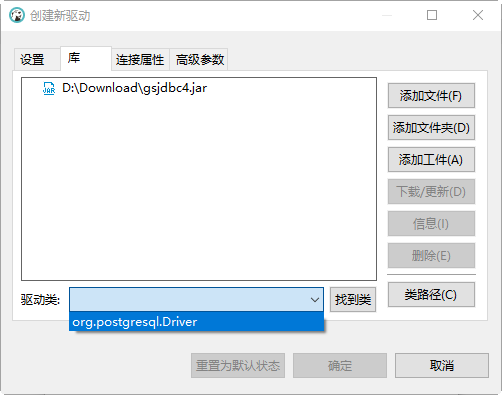 创建新驱动
设置 库 连接属性 高级参数
D:\Download\gsjdbc4.jar
添加文件(F)
添加文件夹(D)
添加工件(A)
下载/更新(D)
信息(I)
删除(E)
驱动类: 找到类 类路径(C)
org.postgresql.Driver
重置为默认状态 确定 取消